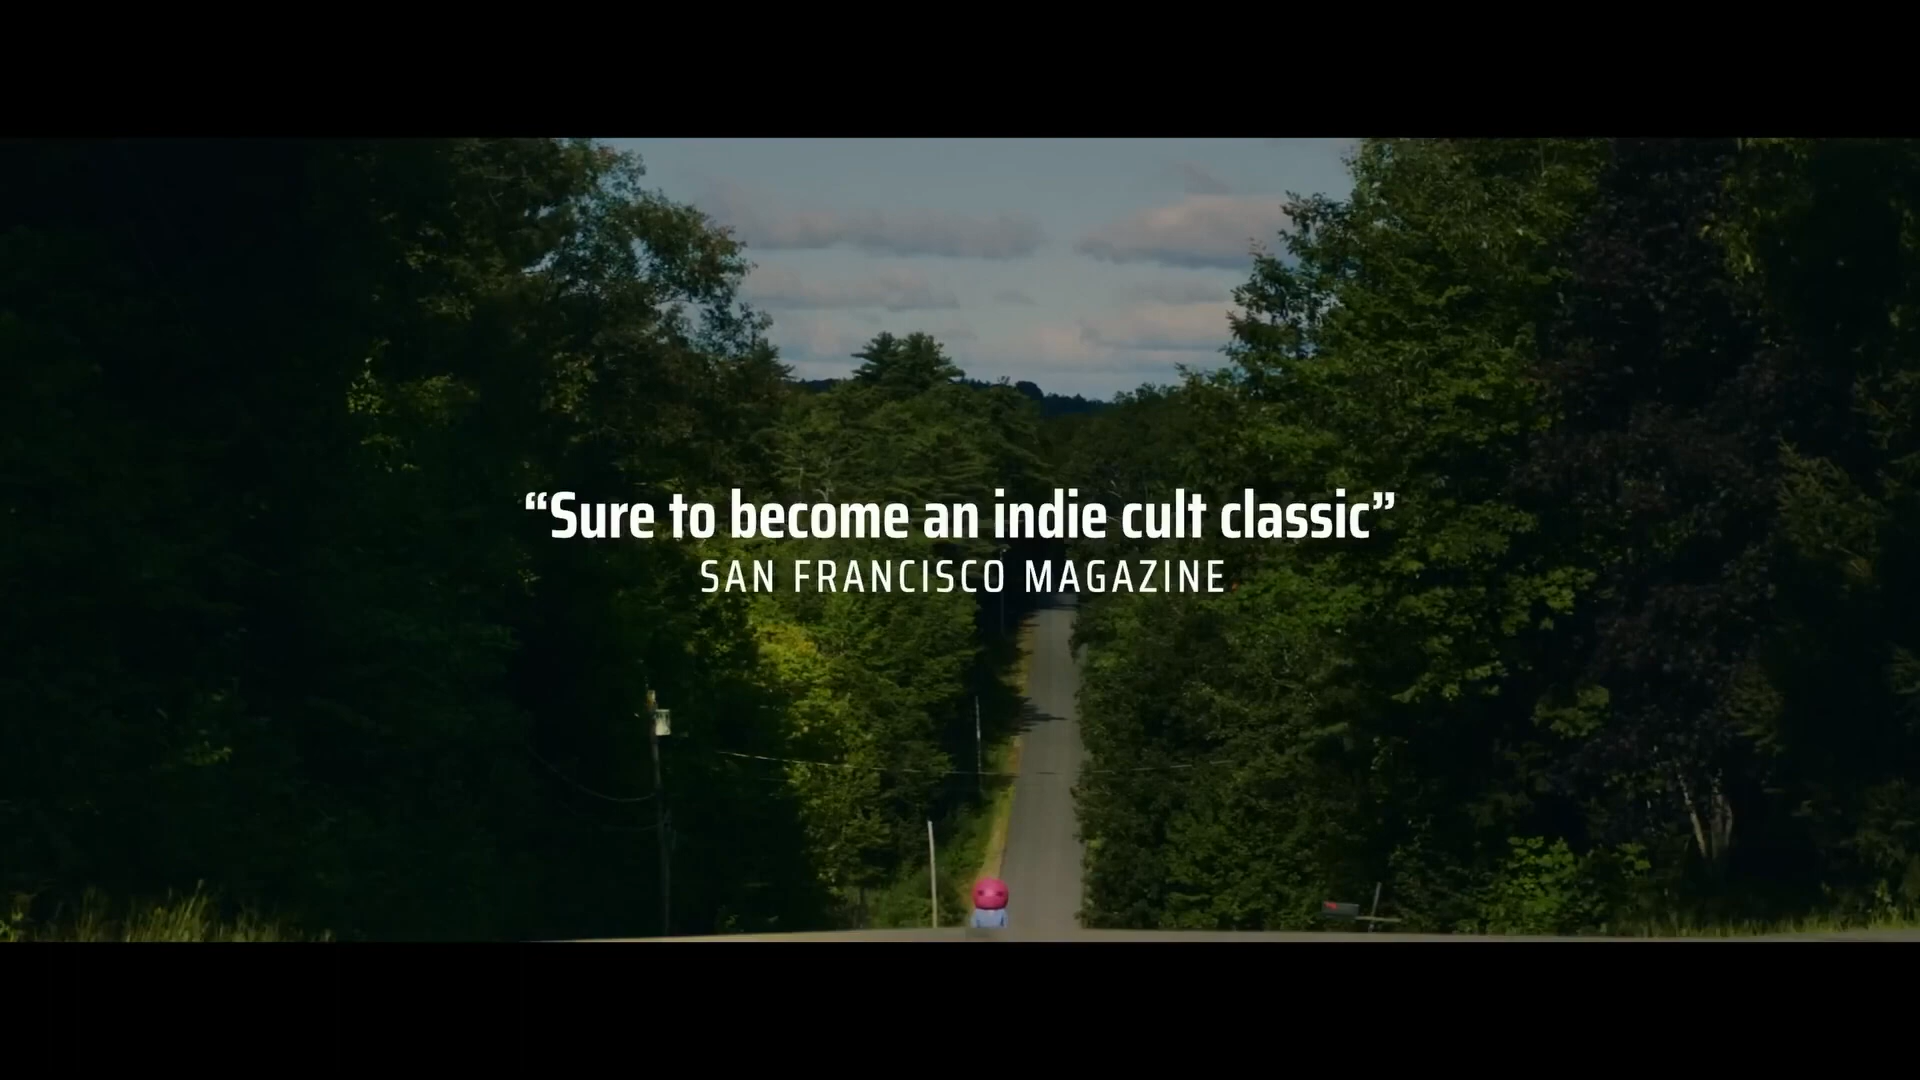 “Sure to become an indie cult classic”
SAN FRANCISCO MAGAZINE